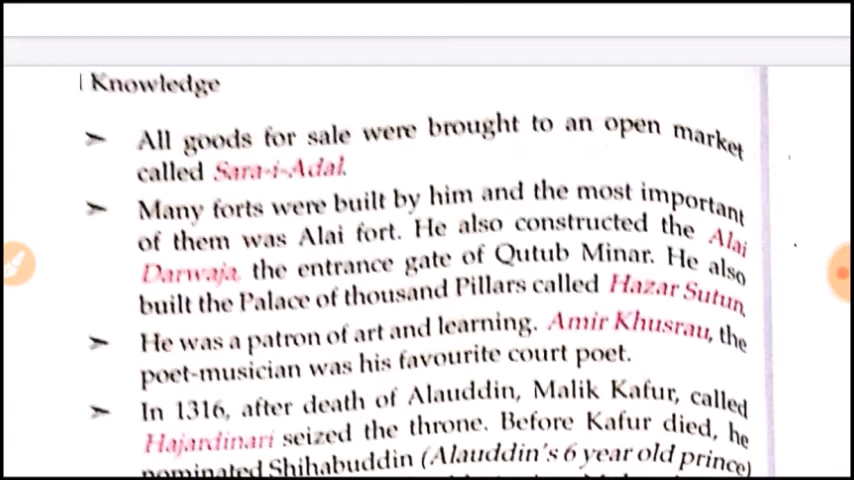 | Knowledge
➤ All goods for sale were brought to an open market
called Sara-i-Adal.
➤ Many forts were built by him and the most important
of them was Alai fort. He also constructed the Alai
Darwaja, the entrance gate of Qutub Minar. He also
built the Palace of thousand Pillars called Hazar Sutun.
➤ He was a patron of art and learning. Amir Khusrau, the
poet-musician was his favourite court poet.
➤ In 1316, after death of Alauddin, Malik Kafur, called
Hajardinari seized the throne. Before Kafur died, he
nominated Shihabuddin (Alauddin's 6 year old prince)